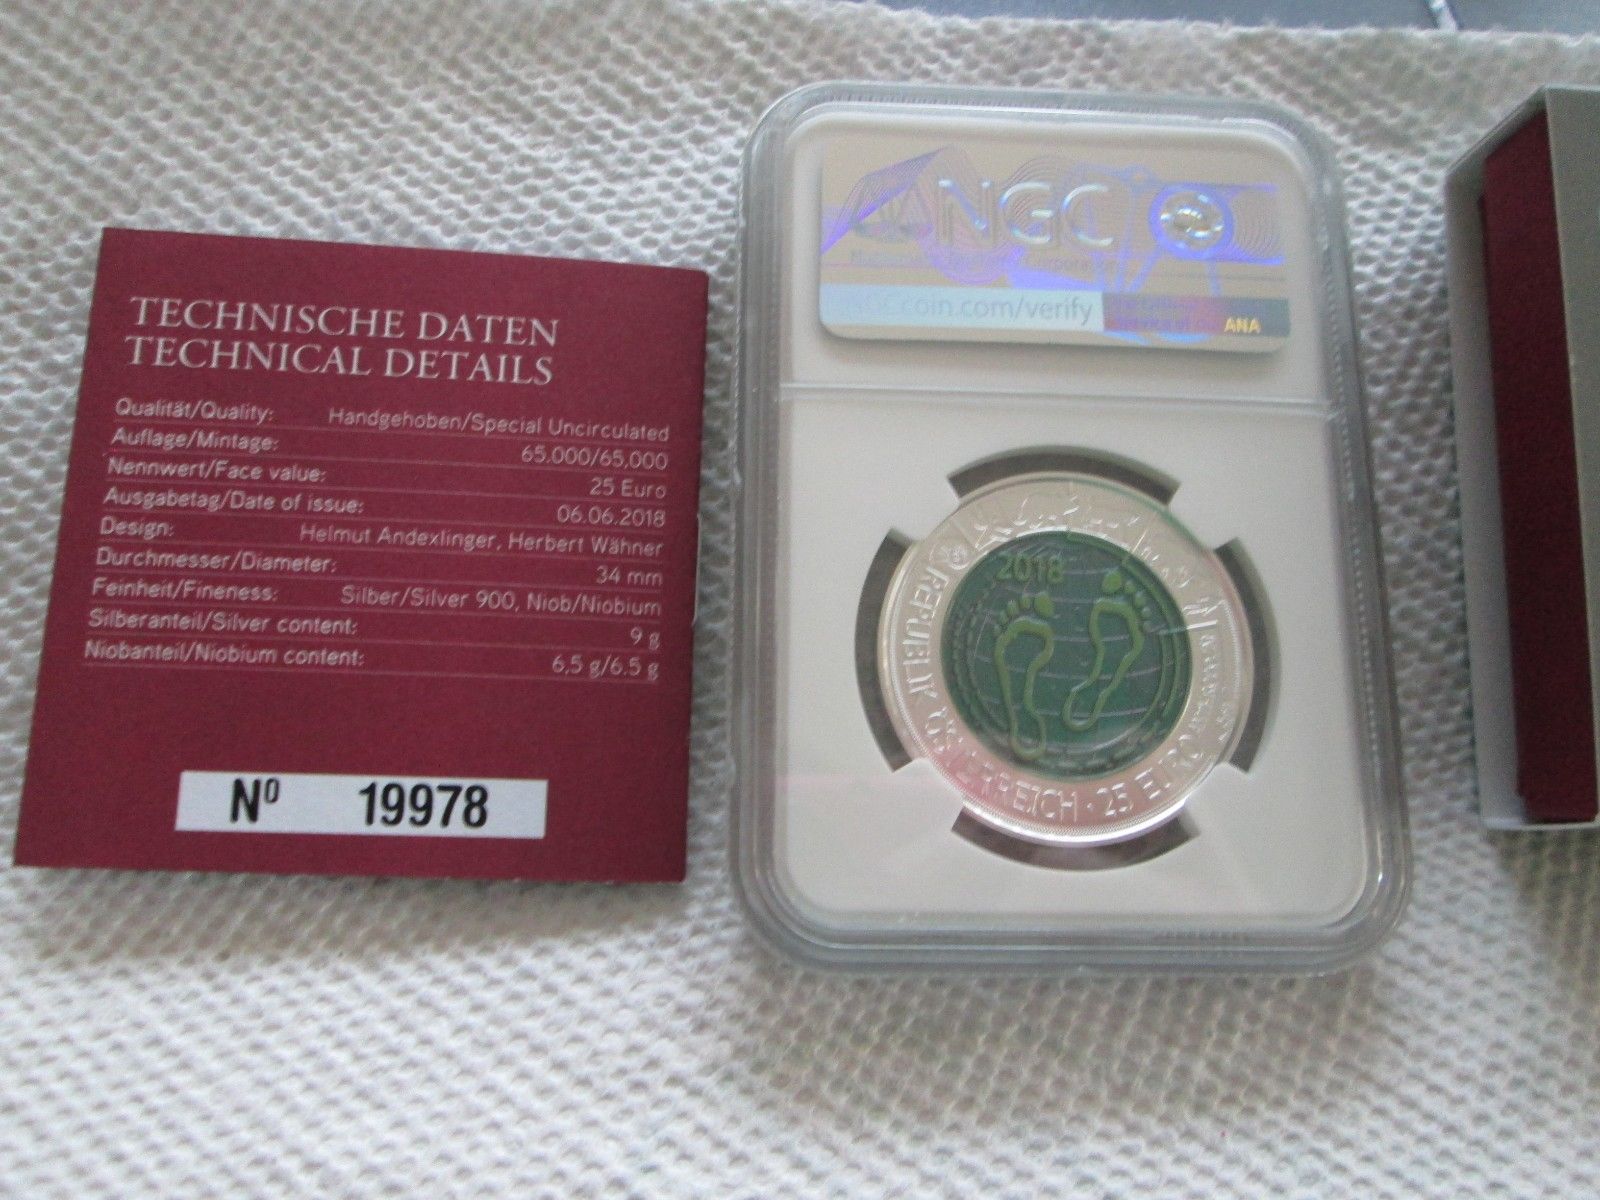 TECHNISCHE DATEN
TECHNICAL DETAILS
Qualität/Quality: Handgehoben/Special Uncirculated
Auflage/Mintage: 65.000/65,000
Nennwert/Face value: 25 Euro
Ausgabetag/Date of issue: 06.06.2018
Design: Helmut Andexlinger, Herbert Wähner
Durchmesser/Diameter: 34 mm
Feinheit/Fineness: Silber/Silver 900, Niob/Niobium
Silberanteil/Silver content: 9 g
Niobanteil/Niobium content: 6,5 g/6.5 g
Nº 19978
NGC
coin.com/verify
ANA
2018
REPUBLIK
25 EURO